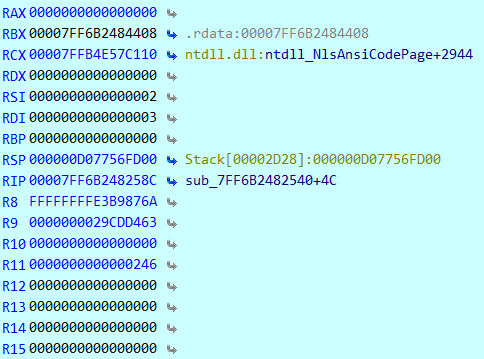 RAX 0000000000000000
RBX 00007FF6B2484408 .rdata:00007FF6B2484408
RCX 00007FFB4E57C110 ntdll.dll:ntdll_NlsAnsiCodePage+2944
RDX 0000000000000000
RSI 0000000000000002
RDI 0000000000000003
RBP 0000000000000000
RSP 000000D07756FD00 Stack[00002D28]:000000D07756FD00
RIP 00007FF6B248258C sub_7FF6B2482540+4C
R8 FFFFFFFFE3B9876A
R9 0000000029CDD463
R10 0000000000000000
R11 0000000000000246
R12 0000000000000000
R13 0000000000000000
R14 0000000000000000
R15 0000000000000000